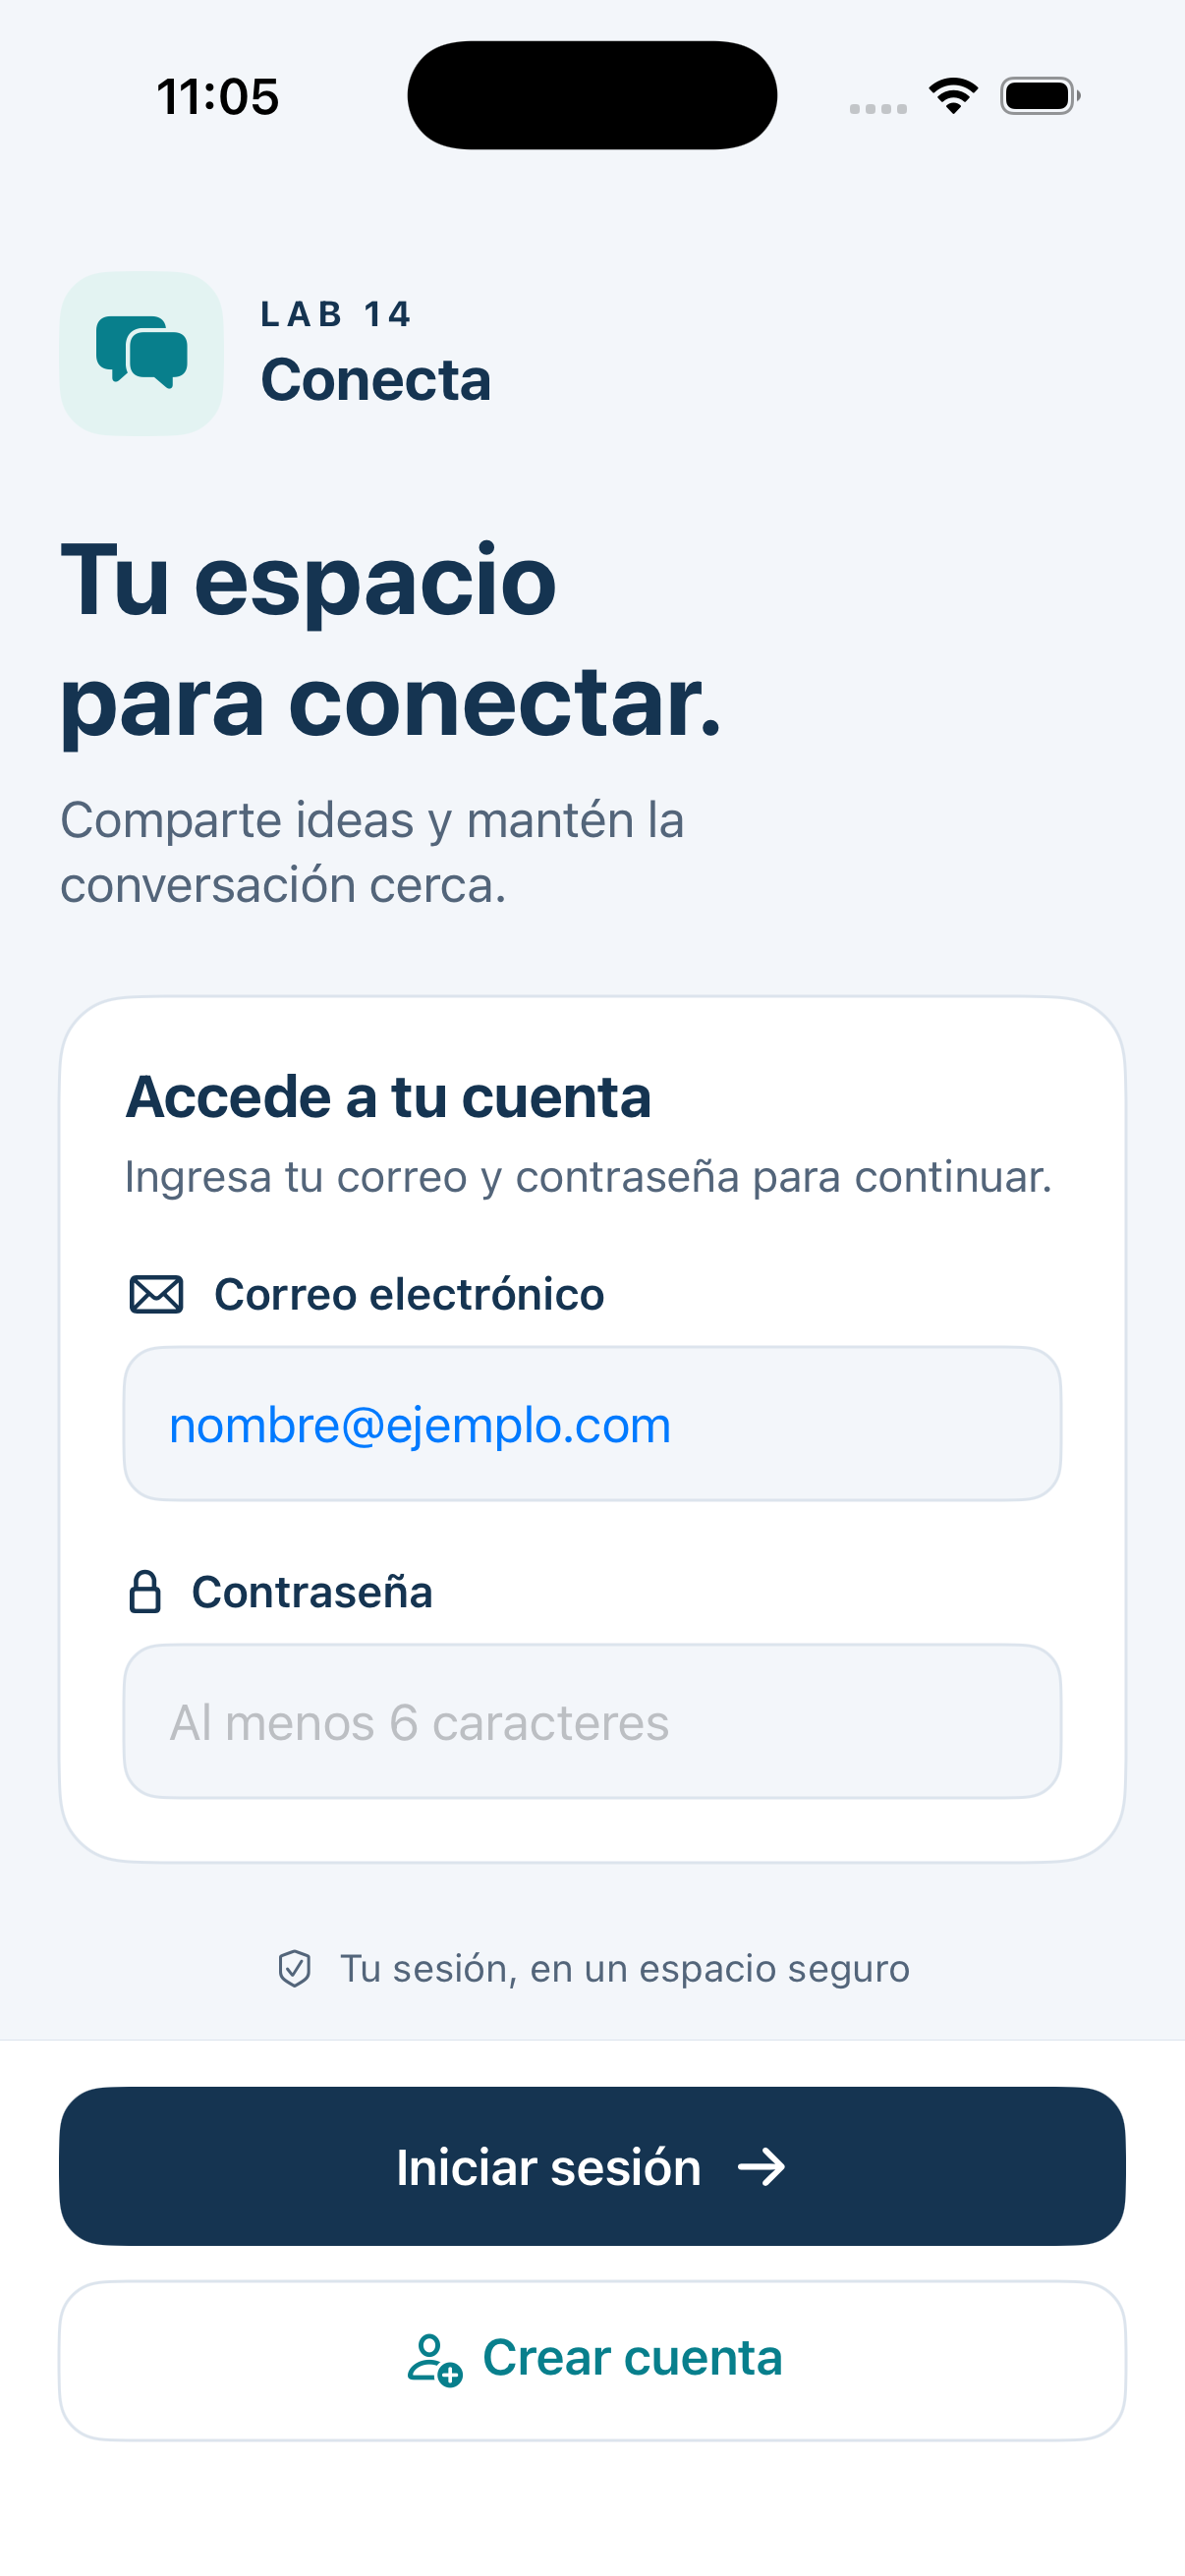 11:05
LAB 14
Conecta
Tu espacio
para conectar.
Comparte ideas y mantén la
conversación cerca.
Accede a tu cuenta
Ingresa tu correo y contraseña para continuar.
Correo electrónico
nombre@ejemplo.com
Contraseña
Al menos 6 caracteres
Tu sesión, en un espacio seguro
Iniciar sesión
Crear cuenta